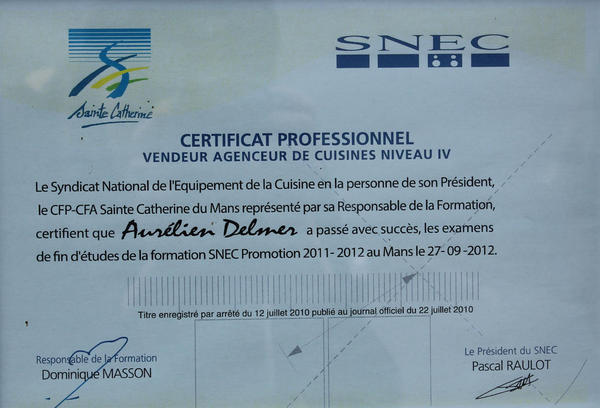 Sainte Catherine
SNEC
CERTIFICAT PROFESSIONNEL
VENDEUR AGENCEUR DE CUISINES NIVEAU IV
Le Syndicat National de l'Equipement de la Cuisine en la personne de son Président,
le CFP-CFA Sainte Catherine du Mans représenté par sa Responsable de la Formation,
certifient que Aurélien Delmer a passé avec succès, les examens
de fin d'études de la formation SNEC Promotion 2011- 2012 au Mans le 27- 09 -2012.
Titre enregistré par arrêté du 12 juillet 2010 publié au journal officiel du 22 juillet 2010
Responsable de la Formation
Dominique MASSON
Le Président du SNEC
Pascal RAULOT